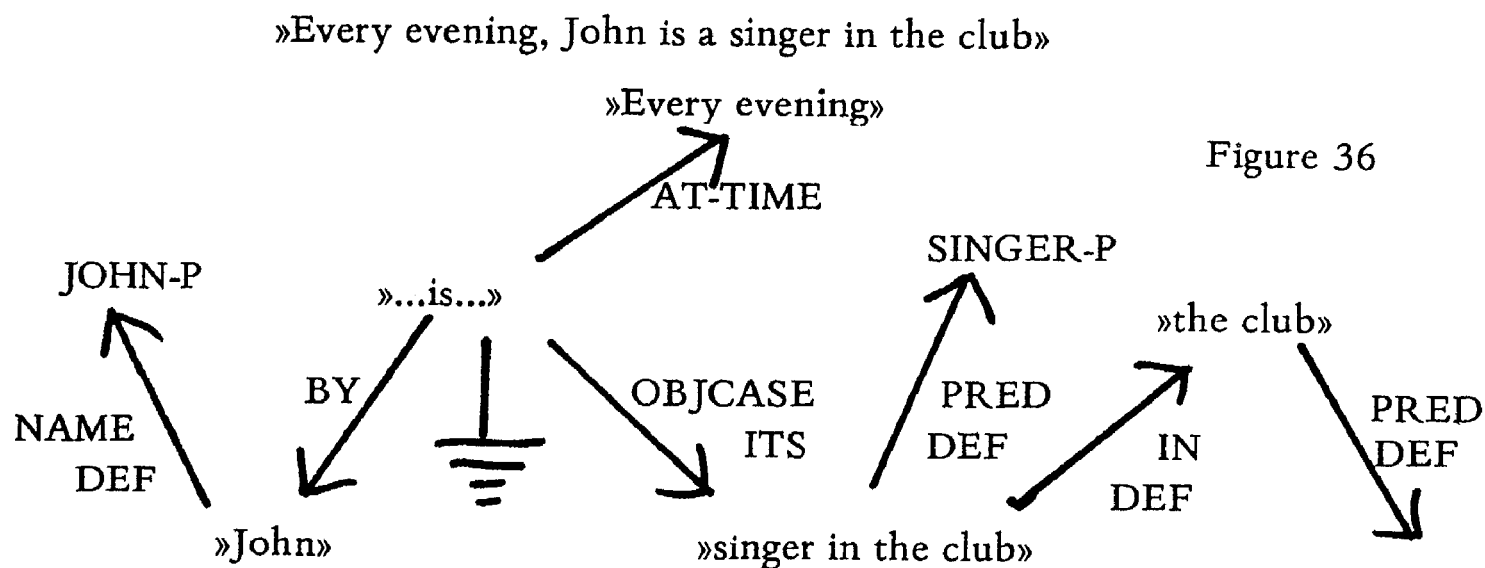 »Every evening, John is a singer in the club»
»Every evening»
Figure 36
AT-TIME
SINGER-P
JOHN-P
»...is...»
»the club»
BY
OBJCASE
ITS
PRED
DEF
PRED
DEF
NAME
DEF
IN
DEF
»John»
»singer in the club»